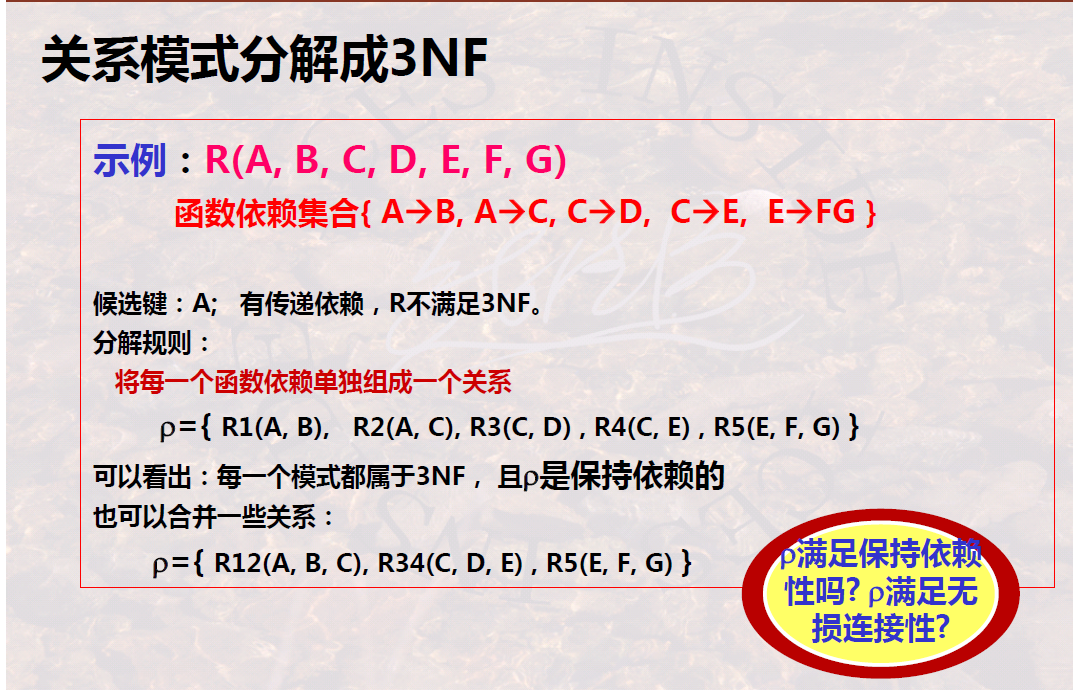 关系模式分解成3NF
示例：R(A, B, C, D, E, F, G)
函数依赖集合{ A→B, A→C, C→D, C→E, E→FG }
候选键：A; 有传递依赖，R不满足3NF。
分解规则：
将每一个函数依赖单独组成一个关系
ρ={ R1(A, B), R2(A, C), R3(C, D) , R4(C, E) , R5(E, F, G) }
可以看出：每一个模式都属于3NF， 且ρ是保持依赖的
也可以合并一些关系：
ρ={ R12(A, B, C), R34(C, D, E) , R5(E, F, G) }
ρ满足保持依赖
性吗? ρ满足无
损连接性?